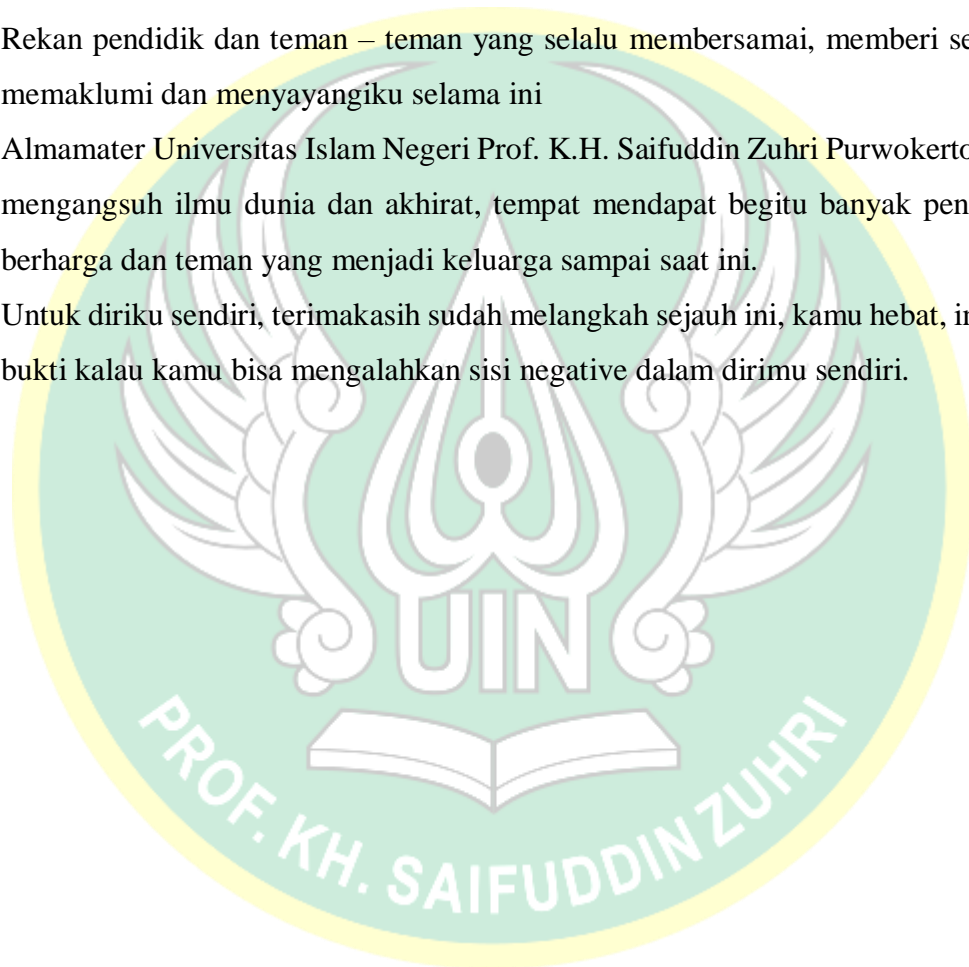 Rekan pendidik dan teman – teman yang selalu membersamai, memberi
memaklumi dan menyayangiku selama ini
Almamater Universitas Islam Negeri Prof. K.H. Saifuddin Zuhri Purwokerto
mengangsuh ilmu dunia dan akhirat, tempat mendapat begitu banyak
berharga dan teman yang menjadi keluarga sampai saat ini.
Untuk diriku sendiri, terimakasih sudah melangkah sejauh ini, kamu hebat,
bukti kalau kamu bisa mengalahkan sisi negative dalam dirimu sendiri.
UIN
PROF. KH. SAIFUDDIN ZUHRI